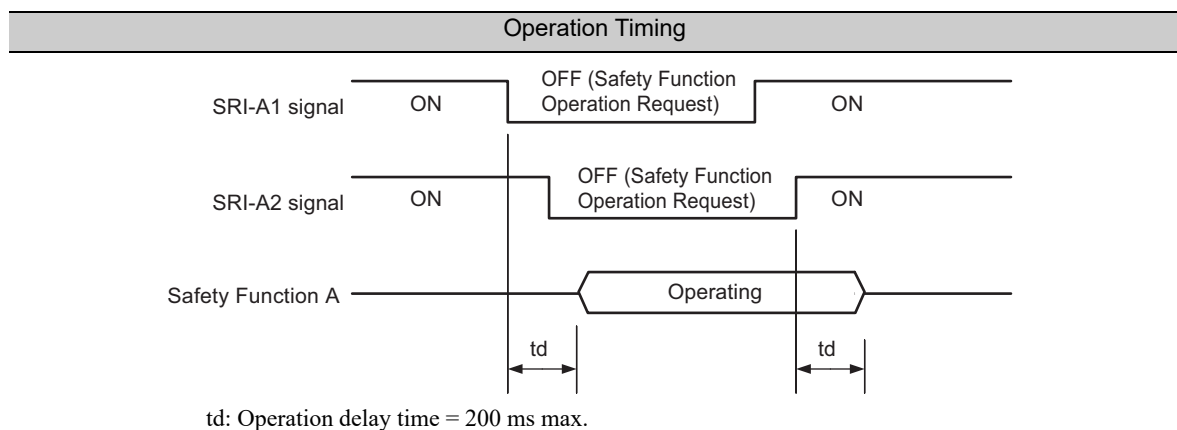 Operation Timing
SRI-A1 signal
ON
OFF (Safety Function
Operation Request)
ON
SRI-A2 signal
ON
OFF (Safety Function
Operation Request)
ON
Safety Function A
Operating
td
td
td: Operation delay time = 200 ms max.